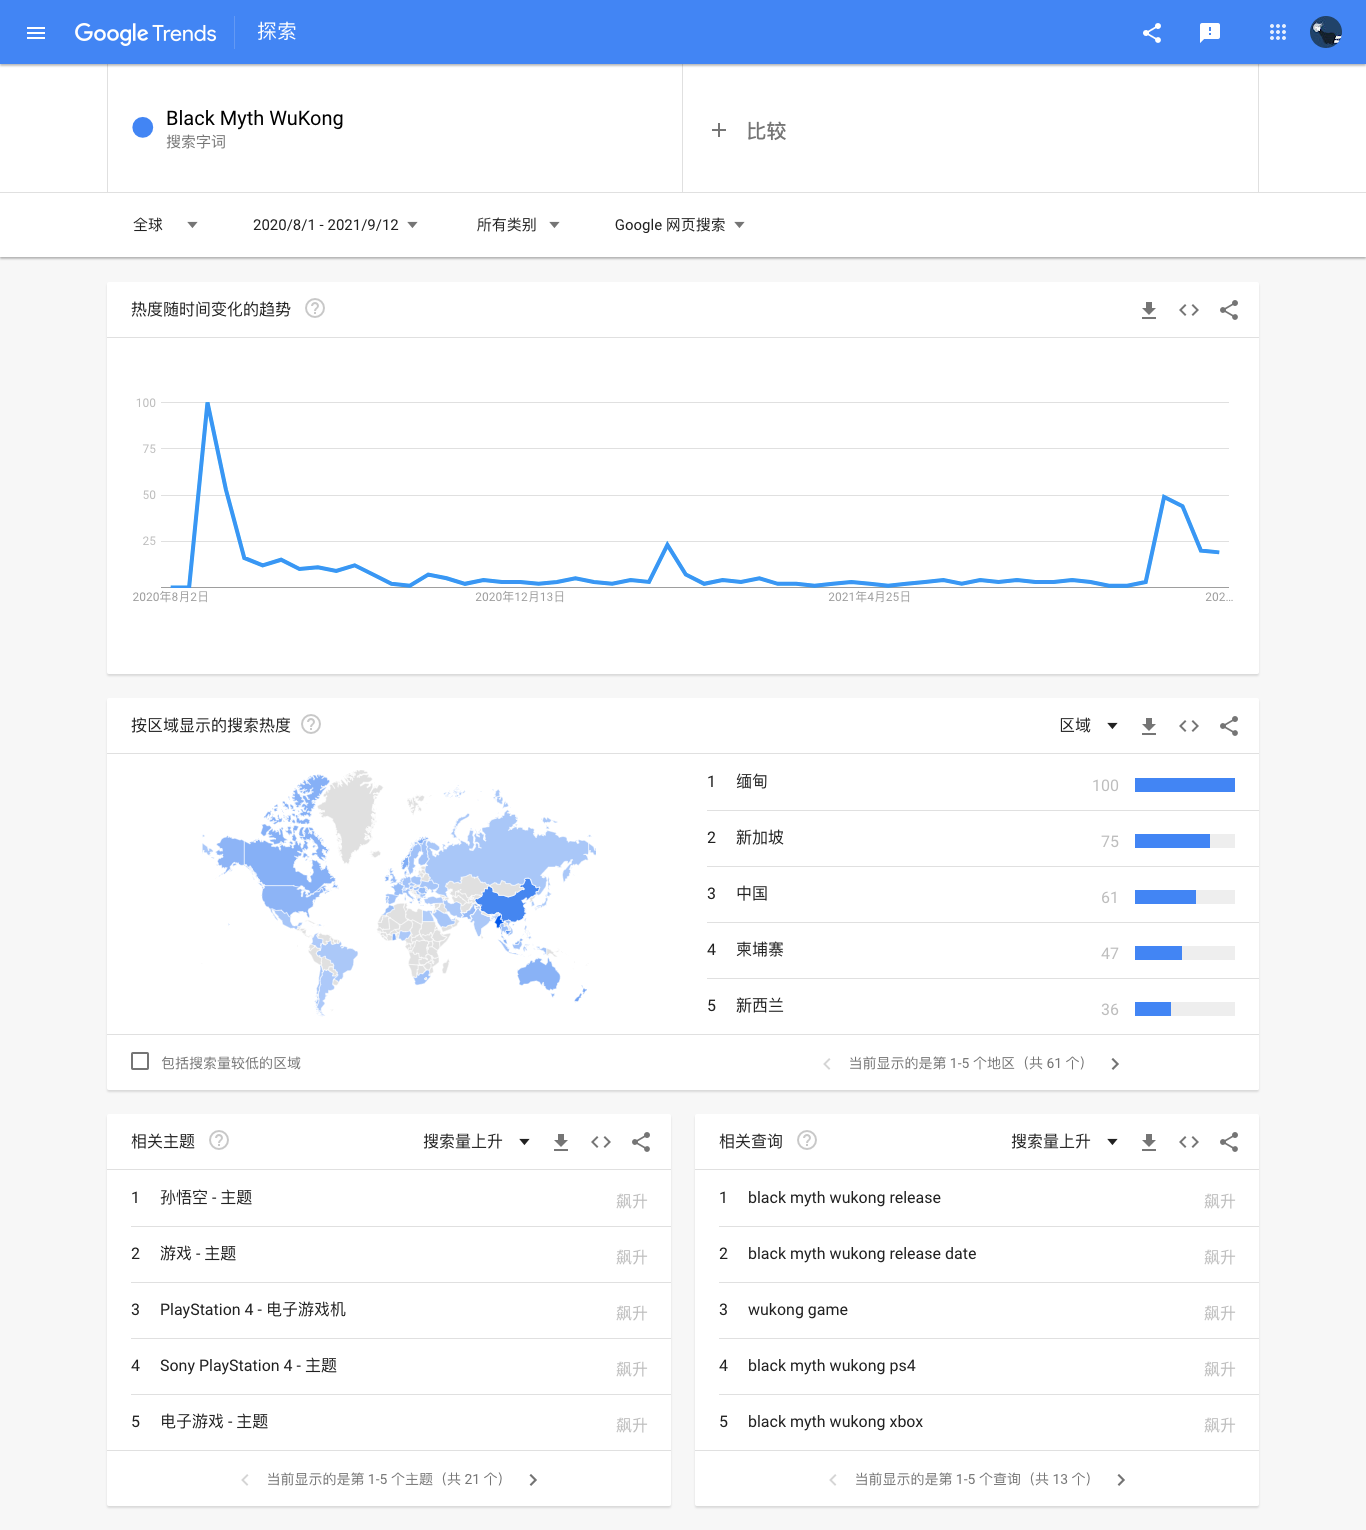 Google Trends 探索
Black Myth WuKong
搜索字词
比较
全球 2020/8/1 - 2021/9/12 所有类别 Google 网页搜索
热度随时间变化的趋势
100
75
50
25
2020年8月2日 2020年12月13日 2021年4月25日 202…
按区域显示的搜索热度 区域
1 缅甸 100
2 新加坡 75
3 中国 61
4 柬埔寨 47
5 新西兰 36
包括搜索量较低的区域 当前显示的是第 1-5 个地区（共 61 个）
相关主题 搜索量上升
1 孙悟空 - 主题 飙升
2 游戏 - 主题 飙升
3 PlayStation 4 - 电子游戏机 飙升
4 Sony PlayStation 4 - 主题 飙升
5 电子游戏 - 主题 飙升
当前显示的是第 1-5 个主题（共 21 个）
相关查询 搜索量上升
1 black myth wukong release 飙升
2 black myth wukong release date 飙升
3 wukong game 飙升
4 black myth wukong ps4 飙升
5 black myth wukong xbox 飙升
当前显示的是第 1-5 个查询（共 13 个）